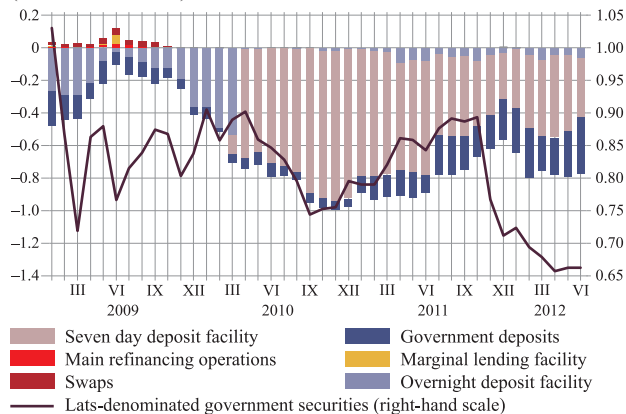 0.2 1.05
0 1.00
–0.2 0.95
–0.4 0.90
–0.6 0.85
–0.8 0.80
–1.0 0.75
–1.2 0.70
–1.4 0.65
III VI IX XII III VI IX XII III VI IX XII III VI
2009 2010 2011 2012
Seven day deposit facility Government deposits
Main refinancing operations Marginal lending facility
Swaps Overnight deposit facility
Lats-denominated government securities (right-hand scale)